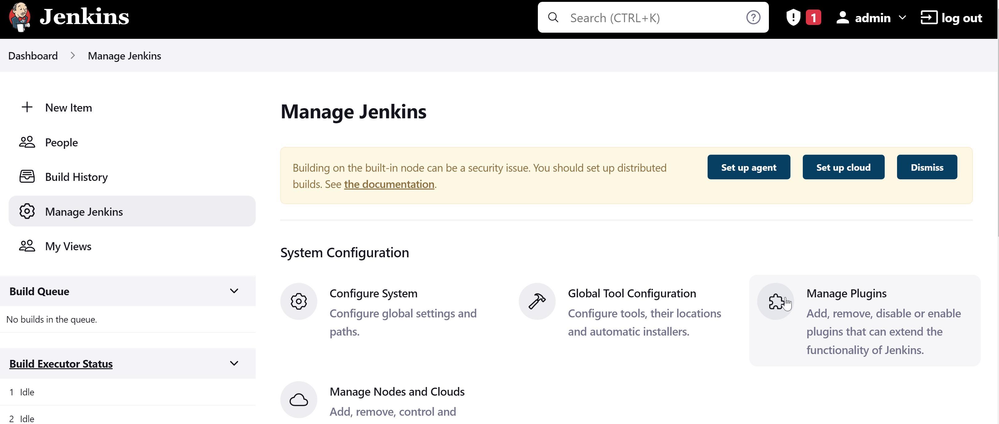 Jenkins
Search (CTRL+K)
1
admin
log out
Dashboard
Manage Jenkins
New Item
People
Build History
Manage Jenkins
My Views
Build Queue
No builds in the queue.
Build Executor Status
1 Idle
2 Idle
Manage Jenkins
Building on the built-in node can be a security issue. You should set up distributed
builds. See the documentation.
Set up agent
Set up cloud
Dismiss
System Configuration
Configure System
Configure global settings and
paths.
Global Tool Configuration
Configure tools, their locations
and automatic installers.
Manage Plugins
Add, remove, disable or enable
plugins that can extend the
functionality of Jenkins.
Manage Nodes and Clouds
Add, remove, control and